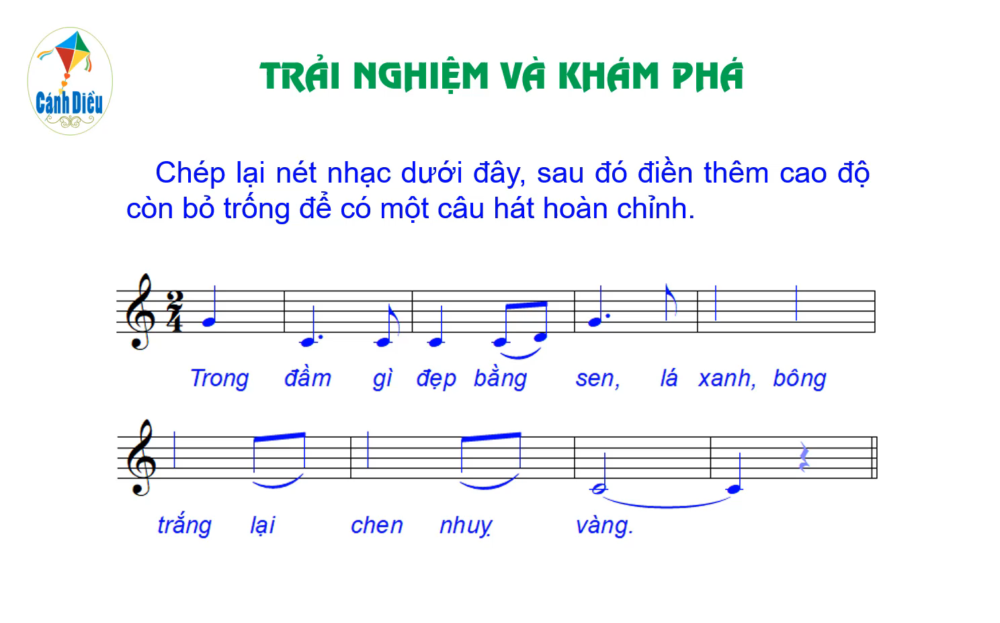 Cánh Diều
TRẢI NGHIỆM VÀ KHÁM PHÁ
Chép lại nét nhạc dưới đây, sau đó điền thêm cao độ
còn bỏ trống để có một câu hát hoàn chỉnh.
2
4
Trong đầm gì đẹp bằng sen, lá xanh, bông
trắng lại chen nhuỵ vàng.